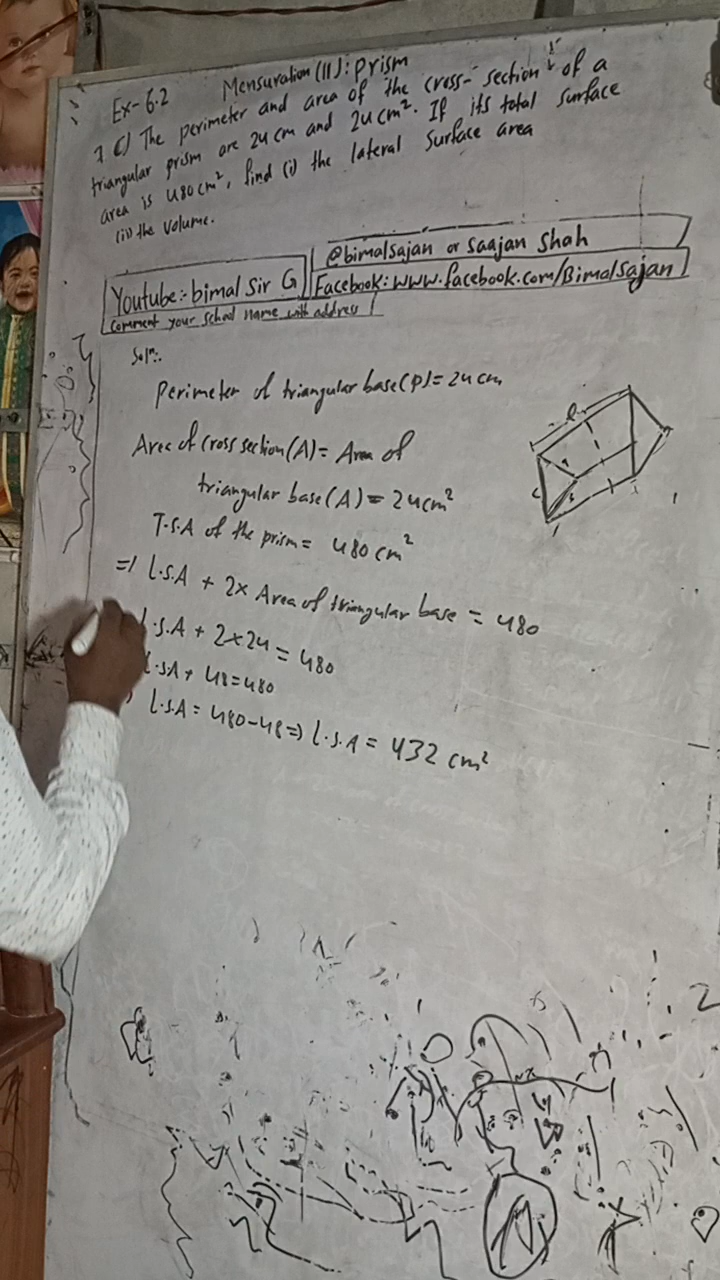 Ex-6.2 Mensuration (II): prism
7. c) The perimeter and area of the cross-section of a
triangular prism are 24 cm and 24 cm². If its total surface
area is 480 cm², find (i) the lateral surface area
(ii) the volume.
Youtube:- bimal Sir G
@bimalsajan or Saajan Shah
Facebook: www.facebook.com/Bimalsajan
Comment your school name with address
Solⁿ:.
Perimeter of triangular base (P) = 24 cm
Area of cross section (A) = Area of
triangular base (A) = 24 cm²
T.S.A of the prism = 480 cm²
=) L.S.A + 2x Area of triangular base = 480
L.S.A + 2x24 = 480
L.SA + 48=480
L.S.A = 480-48=) L.S.A = 432 cm²